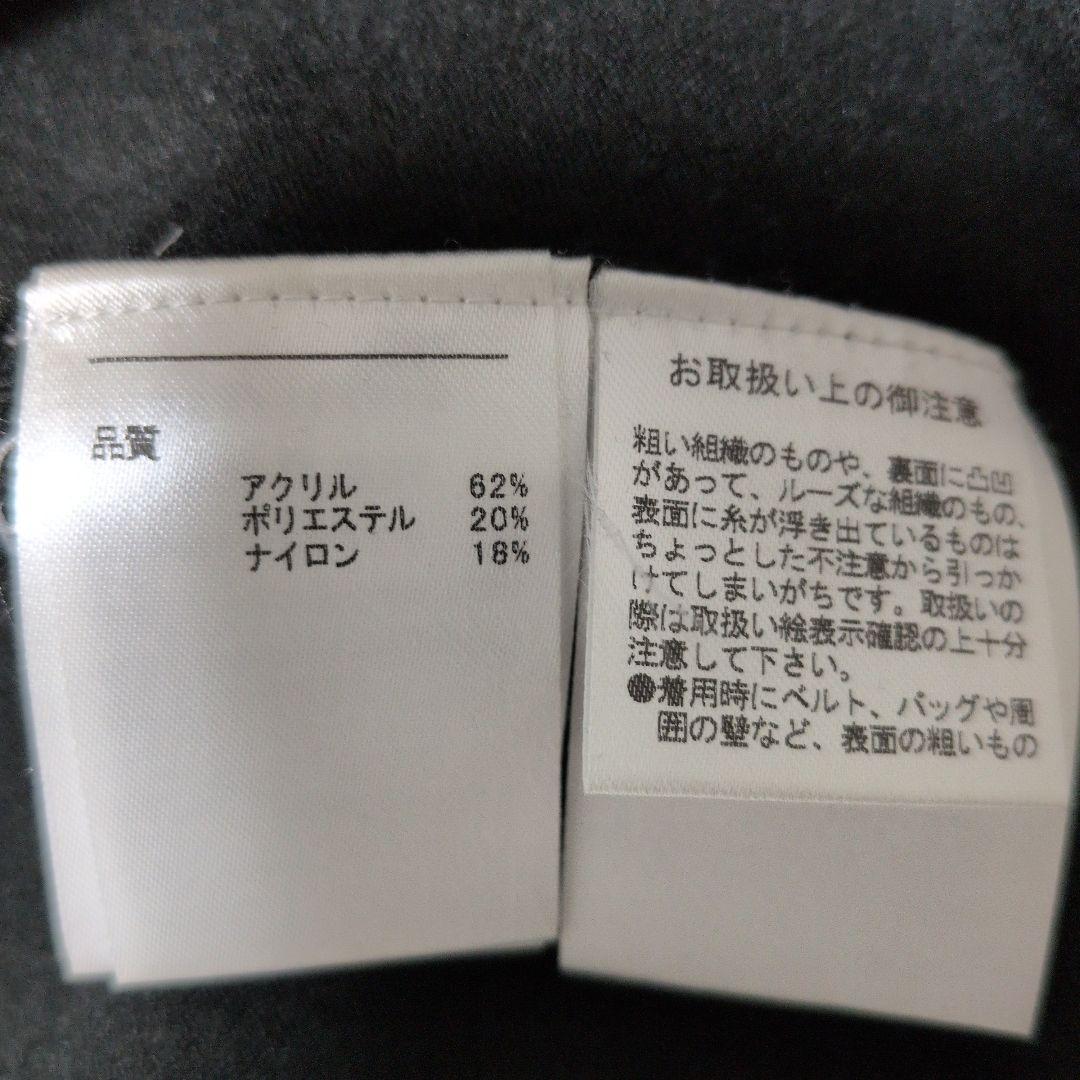 品質
アクリル 62%
ポリエステル 20%
ナイロン 18%
お取扱い上の御注意
粗い組織のものや、裏面に凸凹
があって、ルーズな組織のもの、
表面に糸が浮き出ているものは
ちょっとした不注意から引っか
けてしまいがちです。取扱いの
際は取扱い絵表示確認の上十分
注意して下さい。
●着用時にベルト、バッグや周
囲の壁など、表面の粗いもの